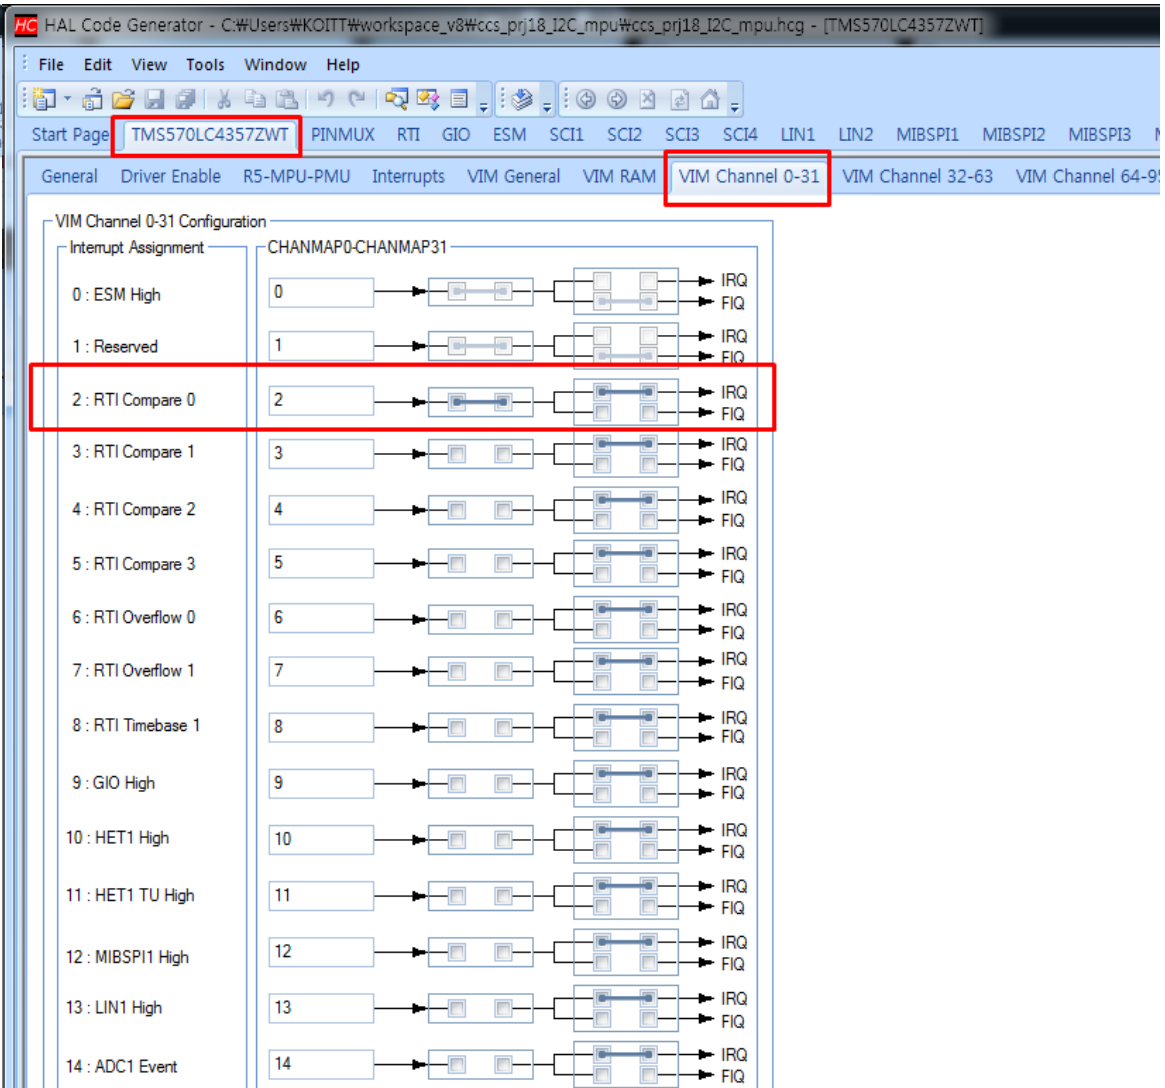 HC HAL Code Generator - C:₩Users₩KOITT₩workspace_v8₩ccs_prj18_I2C_mpu₩ccs_prj18_I2C_mpu.hcg - [TMS570LC4357ZWT]
File Edit View Tools Window Help
Start Page TMS570LC4357ZWT PINMUX RTI GIO ESM SCI1 SCI2 SCI3 SCI4 LIN1 LIN2 MIBSPI1 MIBSPI2 MIBSPI3
General Driver Enable R5-MPU-PMU Interrupts VIM General VIM RAM VIM Channel 0-31 VIM Channel 32-63 VIM Channel 64-95
VIM Channel 0-31 Configuration
Interrupt Assignment CHANMAP0-CHANMAP31
0 : ESM High 0 IRQ
FIQ
1 : Reserved 1 IRQ
FIQ
2 : RTI Compare 0 2 IRQ
FIQ
3 : RTI Compare 1 3 IRQ
FIQ
4 : RTI Compare 2 4 IRQ
FIQ
5 : RTI Compare 3 5 IRQ
FIQ
6 : RTI Overflow 0 6 IRQ
FIQ
7 : RTI Overflow 1 7 IRQ
FIQ
8 : RTI Timebase 1 8 IRQ
FIQ
9 : GIO High 9 IRQ
FIQ
10 : HET1 High 10 IRQ
FIQ
11 : HET1 TU High 11 IRQ
FIQ
12 : MIBSPI1 High 12 IRQ
FIQ
13 : LIN1 High 13 IRQ
FIQ
14 : ADC1 Event 14 IRQ
FIQ